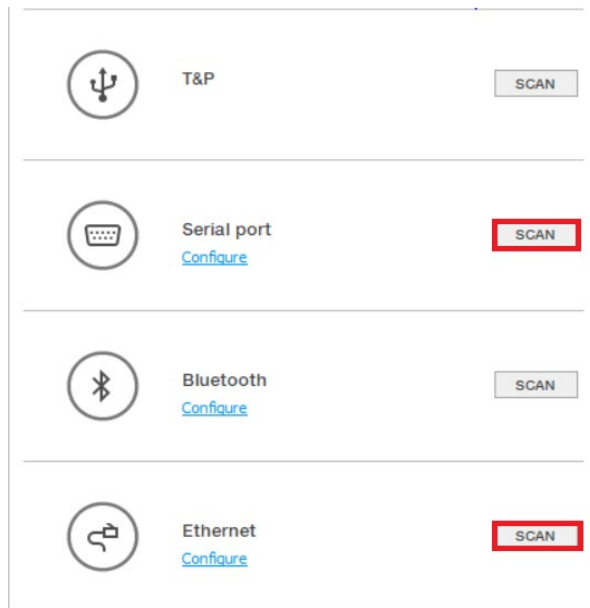 T&P
SCAN
Serial port
SCAN
Configure
Bluetooth
SCAN
Configure
Ethernet
SCAN
Configure